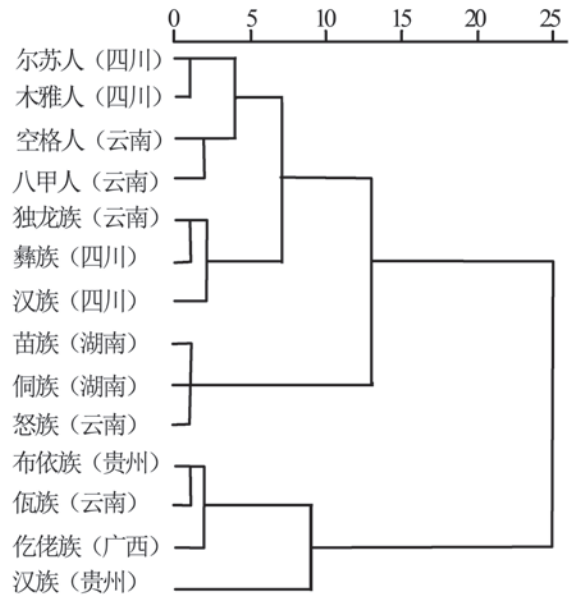 0 5 10 15 20 25
尔苏人（四川）
木雅人（四川）
空格人（云南）
八甲人（云南）
独龙族（云南）
彝族（四川）
汉族（四川）
苗族（湖南）
侗族（湖南）
怒族（云南）
布依族（贵州）
佤族（云南）
仡佬族（广西）
汉族（贵州）